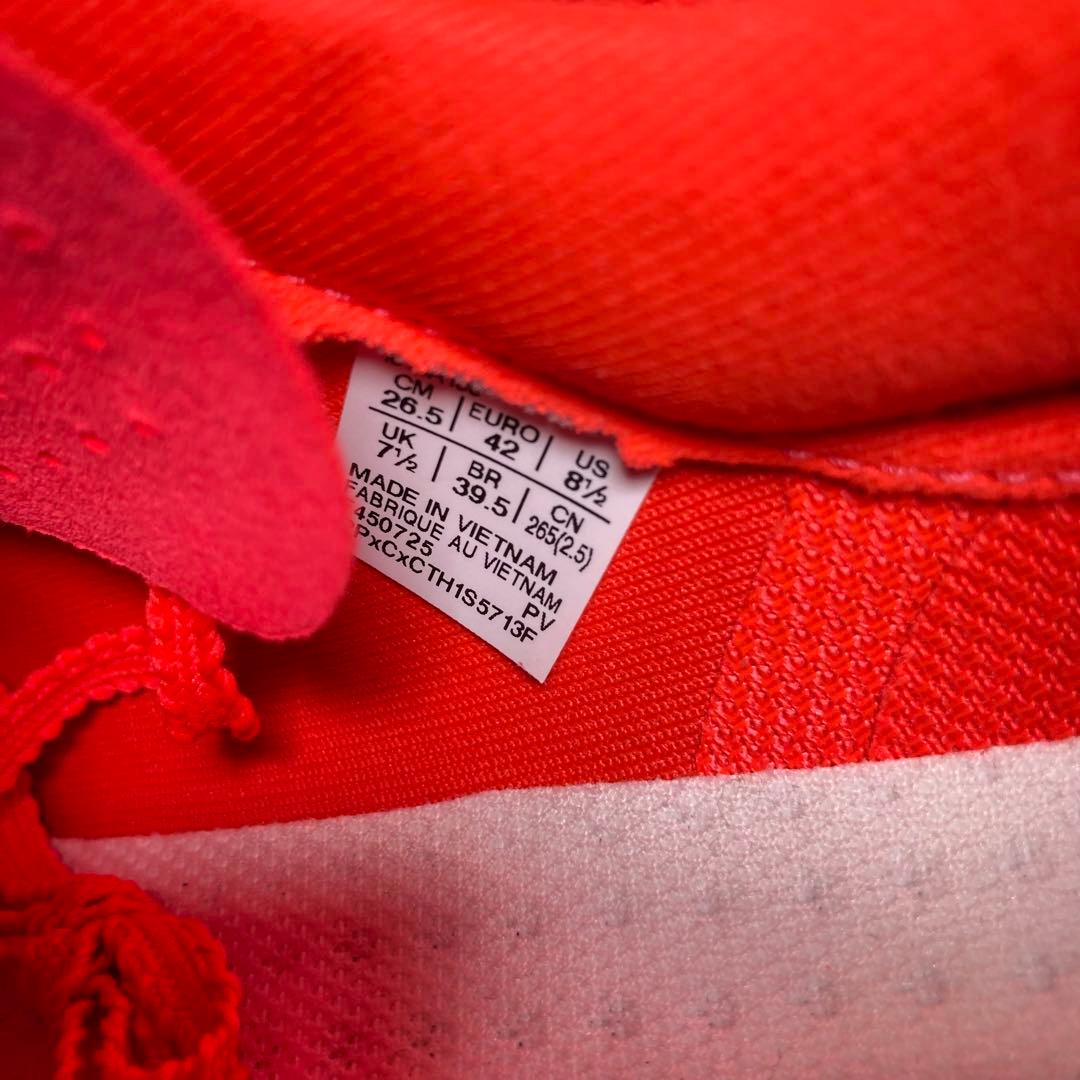 CM 26.5 | EURO 42 | US 8½
UK 7½ | BR 39.5 | CN 265(2.5)
MADE IN VIETNAM
FABRIQUE AU VIETNAM
450725 PV
PxCxCTH1S5713F